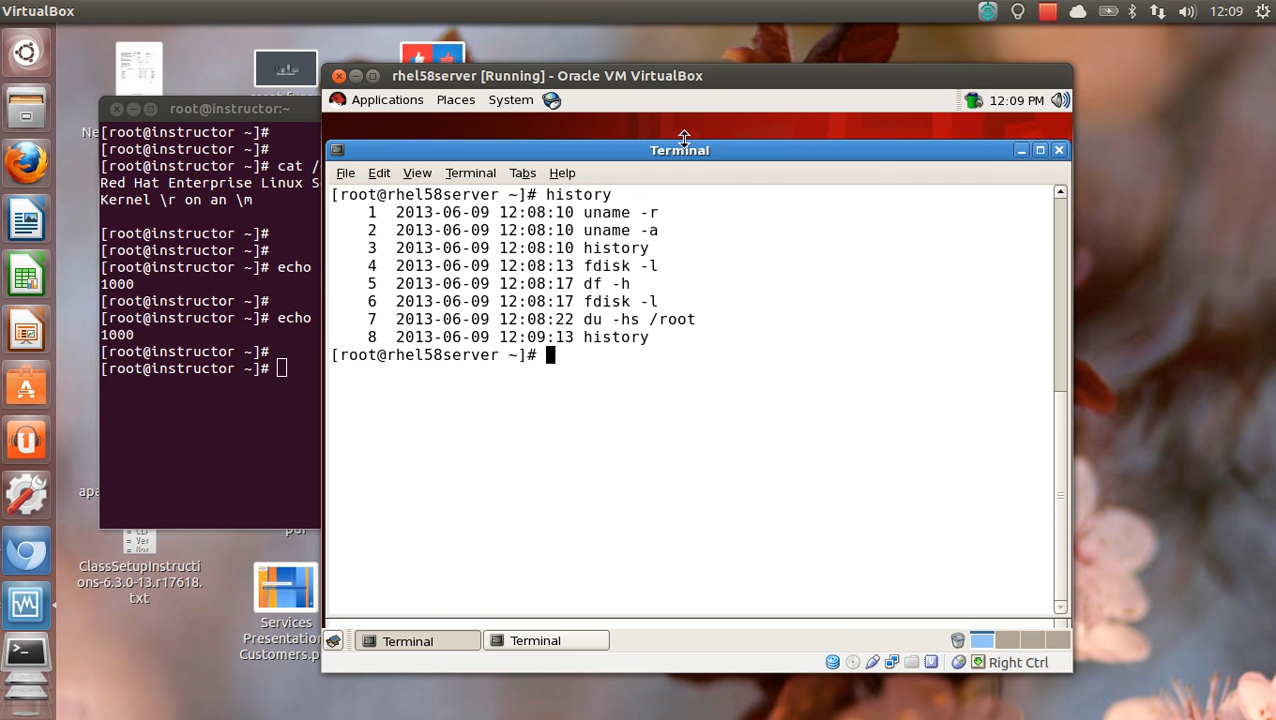 VirtualBox
12:09
root@instructor:~
[root@instructor ~]#
[root@instructor ~]#
[root@instructor ~]# cat /
Red Hat Enterprise Linux S
Kernel \r on an \m
[root@instructor ~]#
[root@instructor ~]#
[root@instructor ~]# echo
1000
[root@instructor ~]#
[root@instructor ~]# echo
1000
[root@instructor ~]#
[root@instructor ~]#
rhel58server [Running] - Oracle VM VirtualBox
Applications Places System
12:09 PM
Terminal
File Edit View Terminal Tabs Help
[root@rhel58server ~]# history
1 2013-06-09 12:08:10 uname -r
2 2013-06-09 12:08:10 uname -a
3 2013-06-09 12:08:10 history
4 2013-06-09 12:08:13 fdisk -l
5 2013-06-09 12:08:17 df -h
6 2013-06-09 12:08:17 fdisk -l
7 2013-06-09 12:08:22 du -hs /root
8 2013-06-09 12:09:13 history
[root@rhel58server ~]#
Terminal
Terminal
Right Ctrl
Ne
apa
pdf
ClassSetupInstructi
ons-6.3.0-13.r17618.
txt
Services
Presentation
Customers.p